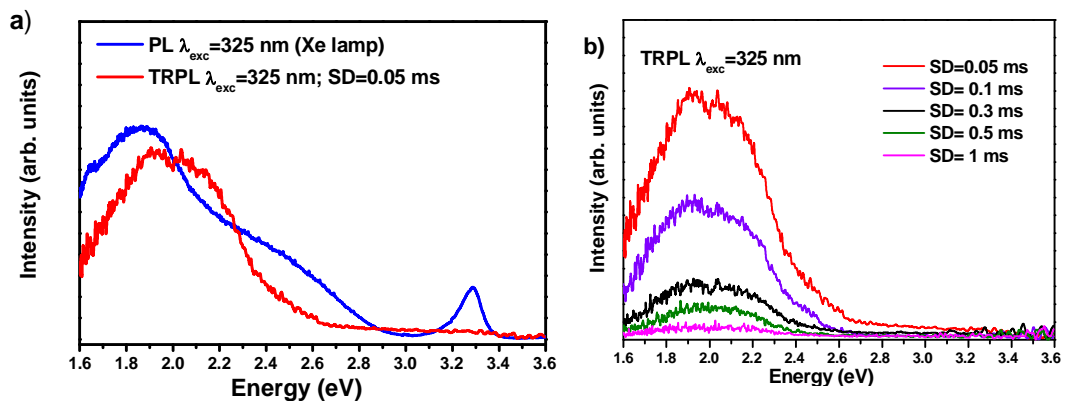 a)
PL λexc=325 nm (Xe lamp)
TRPL λexc=325 nm; SD=0.05 ms
Intensity (arb. units)
1.6 1.8 2.0 2.2 2.4 2.6 2.8 3.0 3.2 3.4 3.6
Energy (eV)
b)
TRPL λexc=325 nm
SD=0.05 ms
SD= 0.1 ms
SD= 0.3 ms
SD= 0.5 ms
SD= 1 ms
Intensity (arb. units)
1.6 1.8 2.0 2.2 2.4 2.6 2.8 3.0 3.2 3.4 3.6
Energy (eV)